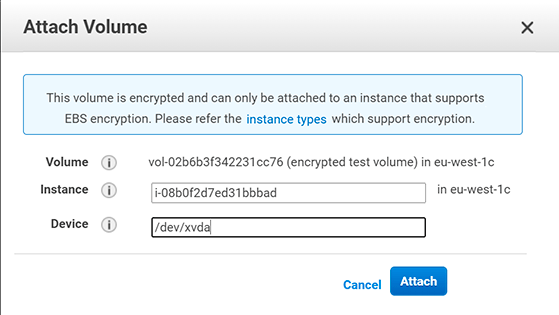 Attach Volume
This volume is encrypted and can only be attached to an instance that supports
EBS encryption. Please refer the instance types which support encryption.
Volume i vol-02b6b3f342231cc76 (encrypted test volume) in eu-west-1c
Instance i i-08b0f2d7ed31bbbad in eu-west-1c
Device i /dev/xvda
Cancel Attach